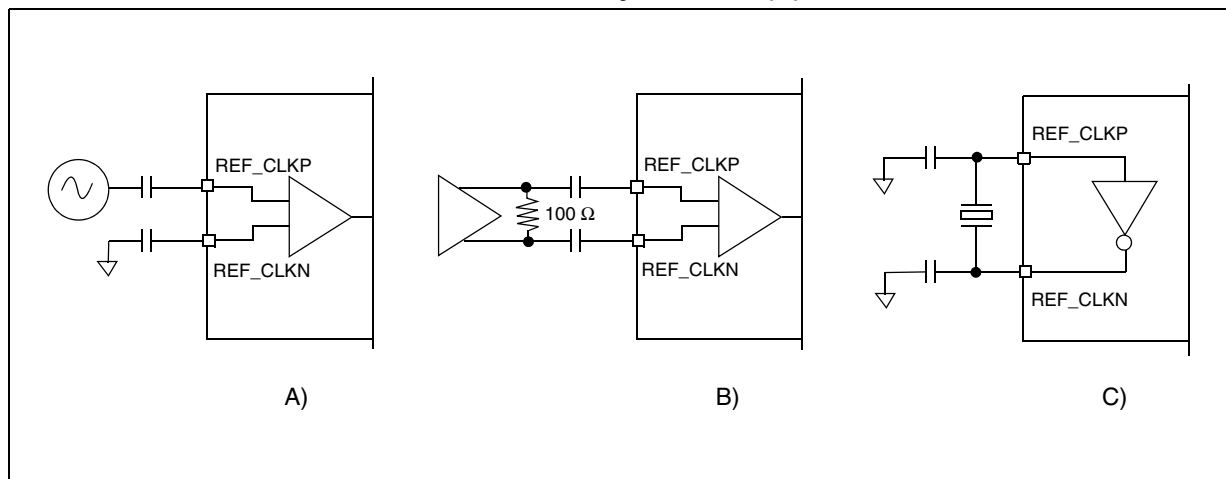 REF_CLKP
REF_CLKN
A)
REF_CLKP
100 Ω
REF_CLKN
B)
REF_CLKP
REF_CLKN
C)